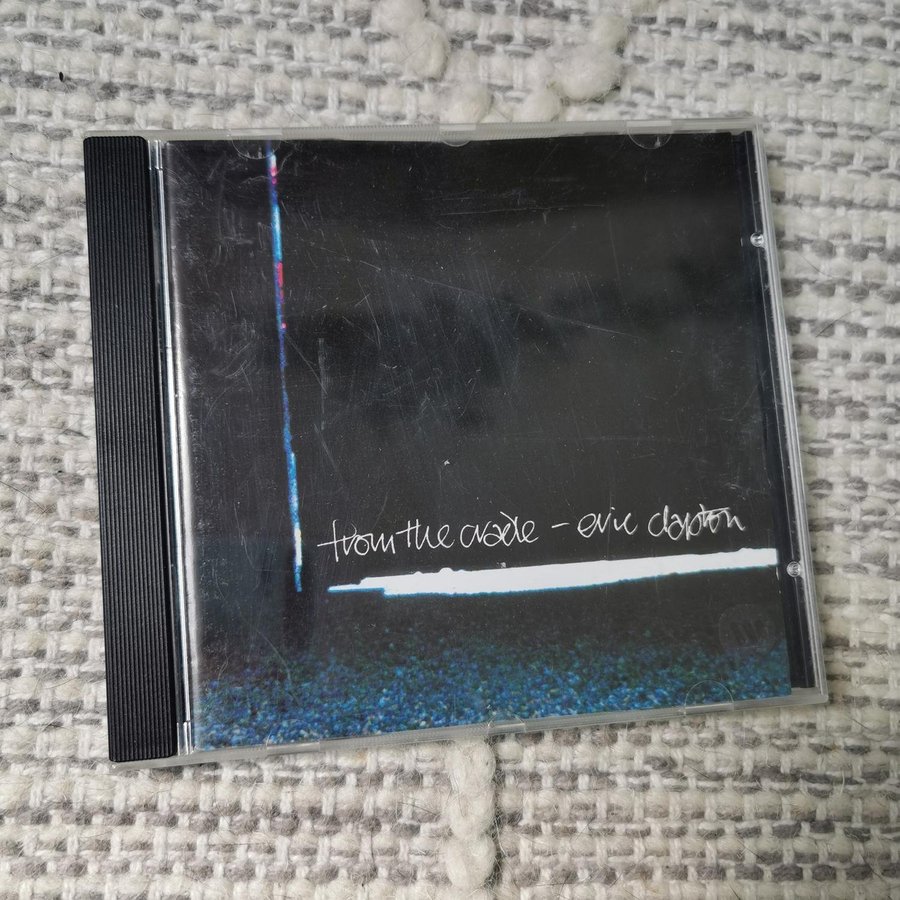 from the cradle - eric clapton